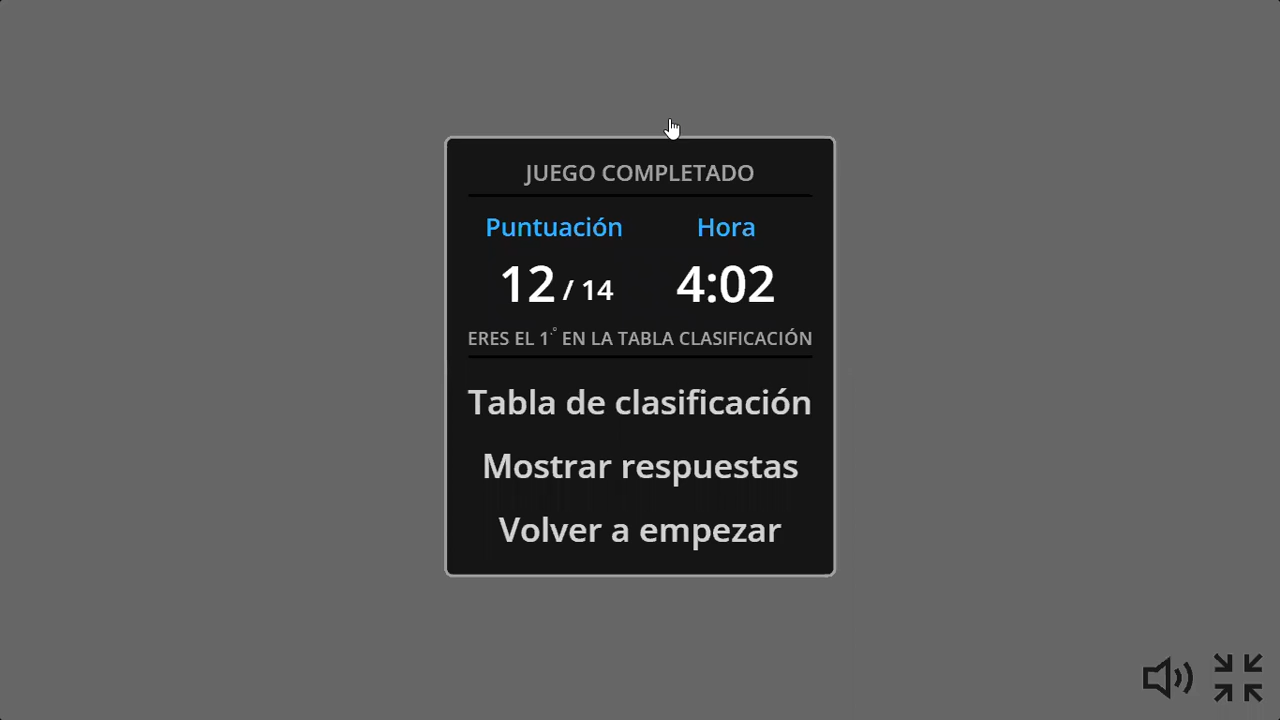 JUEGO COMPLETADO
Puntuación Hora
12 / 14 4:02
ERES EL 1.º EN LA TABLA CLASIFICACIÓN
Tabla de clasificación
Mostrar respuestas
Volver a empezar